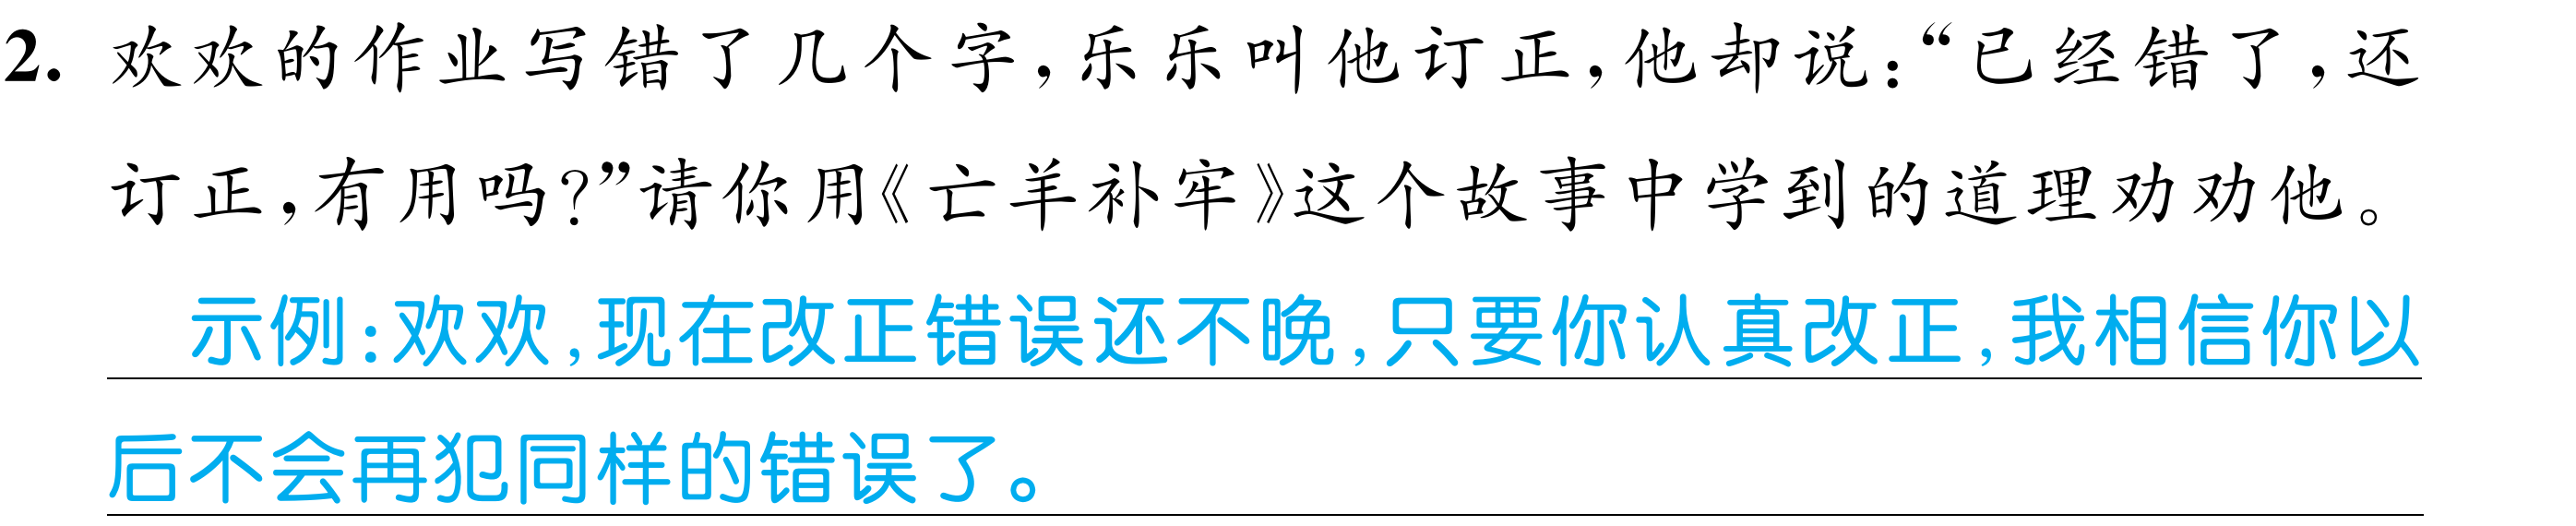 2. 欢欢的作业写错了几个字,乐乐叫他订正,他却说:“已经错了,还
订正,有用吗?”请你用《亡羊补牢》这个故事中学到的道理劝劝他。
示例:欢欢,现在改正错误还不晚,只要你认真改正,我相信你以
后不会再犯同样的错误了。